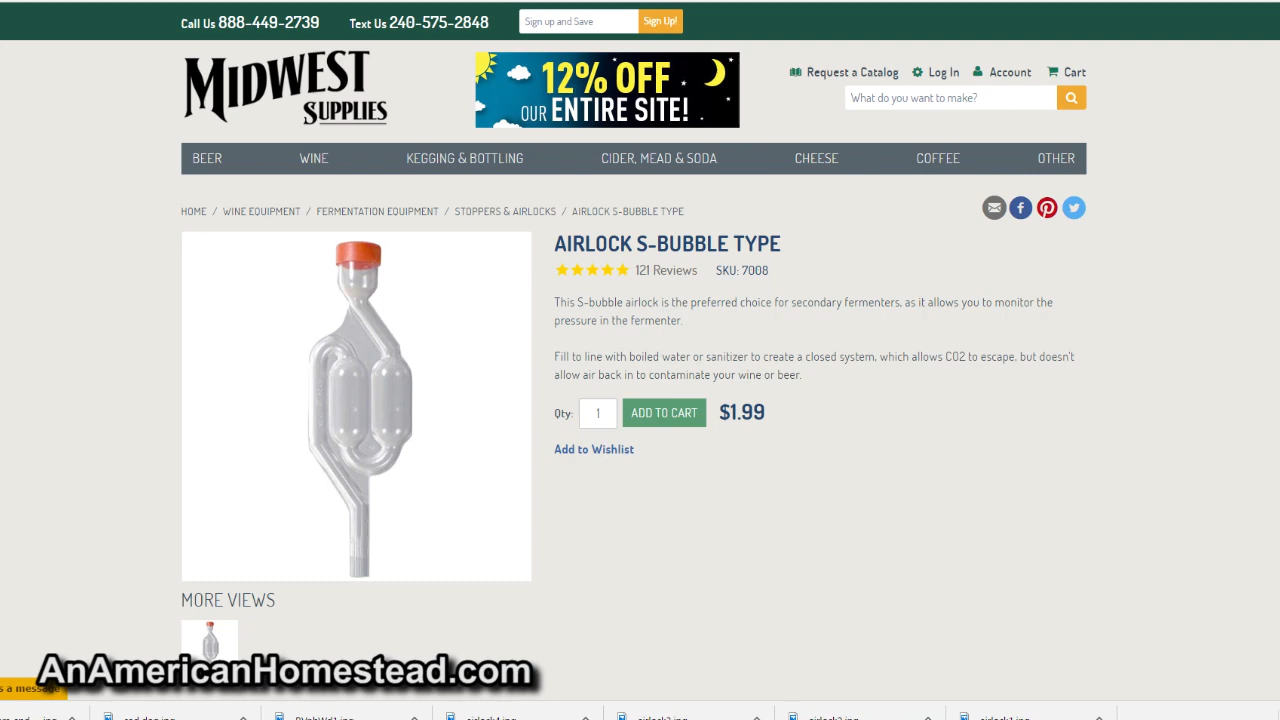 Call Us 888-449-2739 Text Us 240-575-2848 Sign up and Save Sign Up!
MIDWEST
SUPPLIES
12% OFF
OUR ENTIRE SITE!
Request a Catalog Log In Account Cart
What do you want to make?
BEER WINE KEGGING & BOTTLING CIDER, MEAD & SODA CHEESE COFFEE OTHER
HOME / WINE EQUIPMENT / FERMENTATION EQUIPMENT / STOPPERS & AIRLOCKS / AIRLOCK S-BUBBLE TYPE
AIRLOCK S-BUBBLE TYPE
121 Reviews SKU: 7008
This S-bubble airlock is the preferred choice for secondary fermenters, as it allows you to monitor the
pressure in the fermenter.
Fill to line with boiled water or sanitizer to create a closed system, which allows CO2 to escape, but doesn't
allow air back in to contaminate your wine or beer.
Qty: 1 ADD TO CART $1.99
Add to Wishlist
MORE VIEWS
AnAmericanHomestead.com
s a message